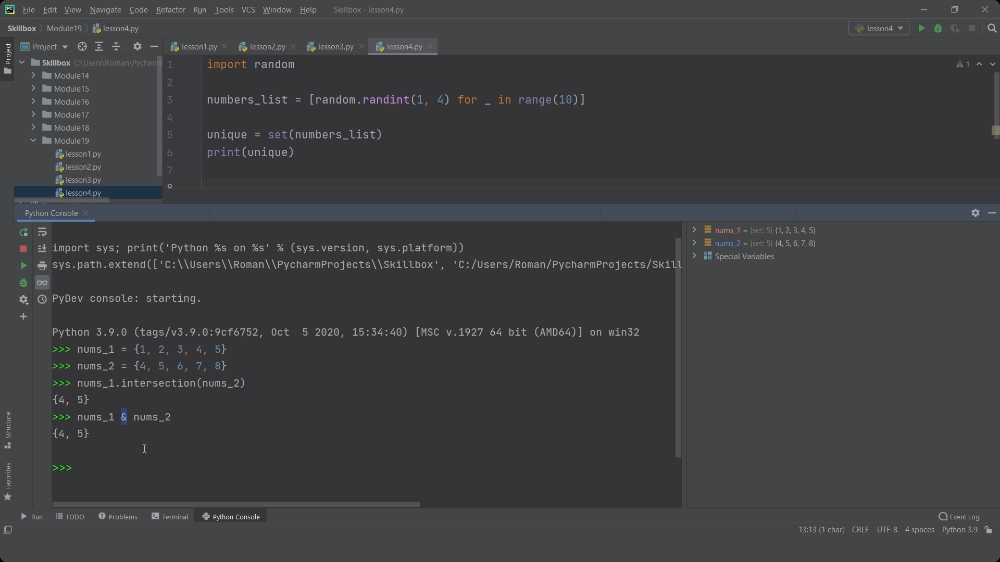 File Edit View Navigate Code Refactor Run Tools VCS Window Help Skillbox - lesson4.py
Skillbox Module19 lesson4.py lesson4
Project
Project
lesson1.py lesson2.py lesson3.py lesson4.py
Skillbox C:\Users\Roman\Pycharm
Module14
Module15
Module16
Module17
Module18
Module19
lesson1.py
lesson2.py
lesson3.py
lesson4.py
1 import random
2
3 numbers_list = [random.randint(1, 4) for _ in range(10)]
4
5 unique = set(numbers_list)
6 print(unique)
7
8
1
Python Console
import sys; print('Python %s on %s' % (sys.version, sys.platform))
sys.path.extend(['C:\\Users\\Roman\\PycharmProjects\\Skillbox', 'C:/Users/Roman/PycharmProjects/Skill
PyDev console: starting.
Python 3.9.0 (tags/v3.9.0:9cf6752, Oct  5 2020, 15:34:40) [MSC v.1927 64 bit (AMD64)] on win32
>>> nums_1 = {1, 2, 3, 4, 5}
>>> nums_2 = {4, 5, 6, 7, 8}
>>> nums_1.intersection(nums_2)
{4, 5}
>>> nums_1 & nums_2
{4, 5}
>>>
nums_1 = {set: 5} {1, 2, 3, 4, 5}
nums_2 = {set: 5} {4, 5, 6, 7, 8}
Special Variables
Structure
Favorites
Run TODO Problems Terminal Python Console Event Log
13:13 (1 char) CRLF UTF-8 4 spaces Python 3.9